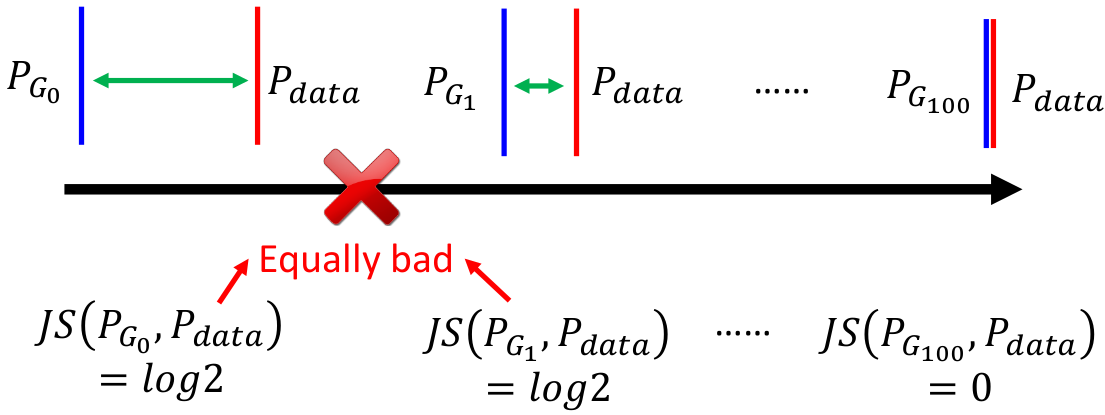 P_{G_0} P_{data} P_{G_1} P_{data} …… P_{G_{100}} P_{data}
Equally bad
JS(P_{G_0}, P_{data}) JS(P_{G_1}, P_{data}) …… JS(P_{G_{100}}, P_{data})
= log2 = log2 = 0